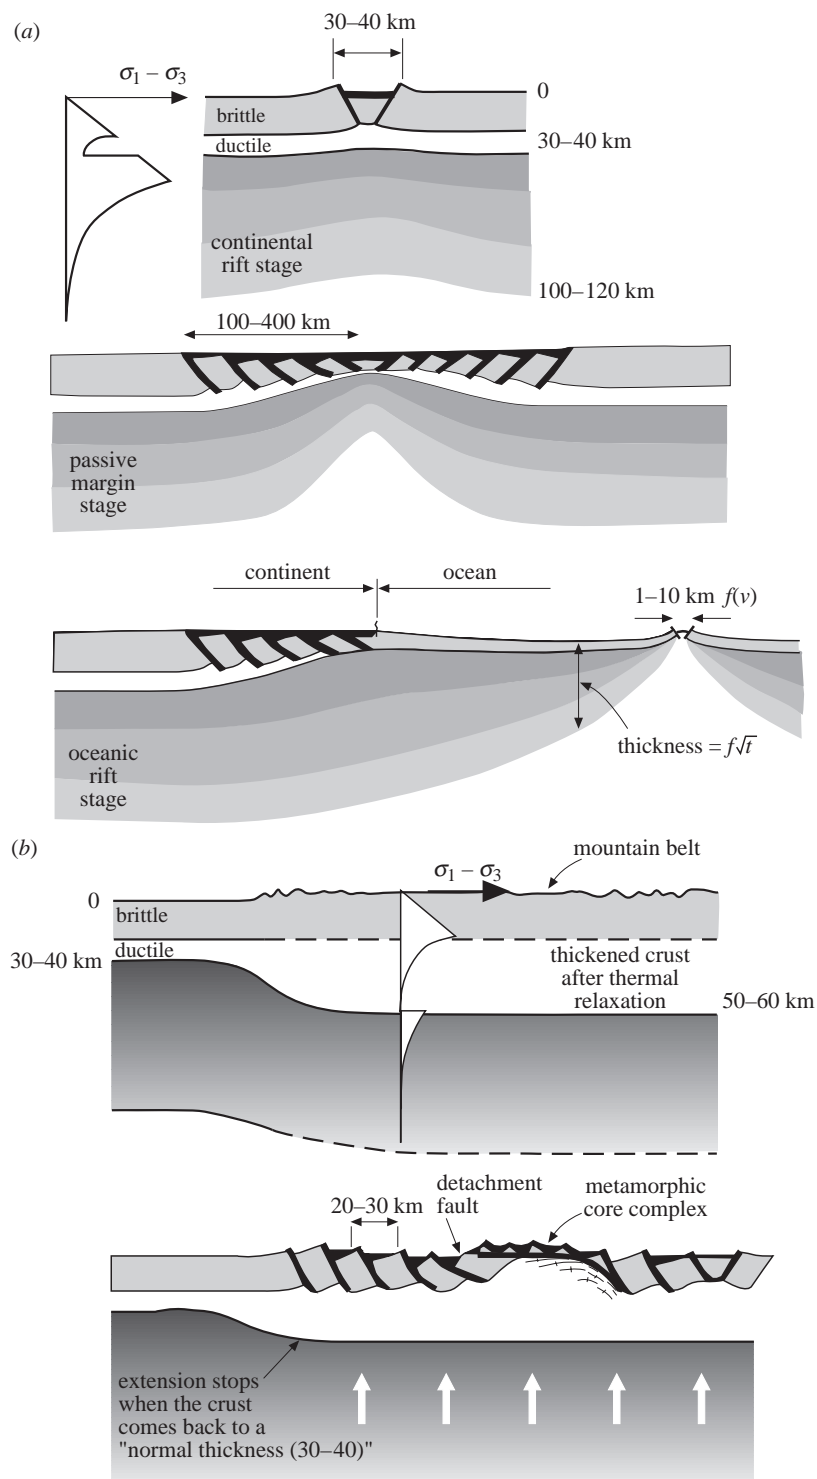 (a)
30–40 km
σ1 – σ3
0
brittle
30–40 km
ductile
continental
rift stage
100–120 km
100–400 km
passive
margin
stage
continent
ocean
1–10 km f(v)
thickness = f√t
oceanic
rift
stage
(b)
mountain belt
σ1 – σ3
0
brittle
ductile
30–40 km
thickened crust
after thermal
relaxation
50–60 km
detachment
fault
metamorphic
core complex
20–30 km
extension stops
when the crust
comes back to a
"normal thickness (30–40)"